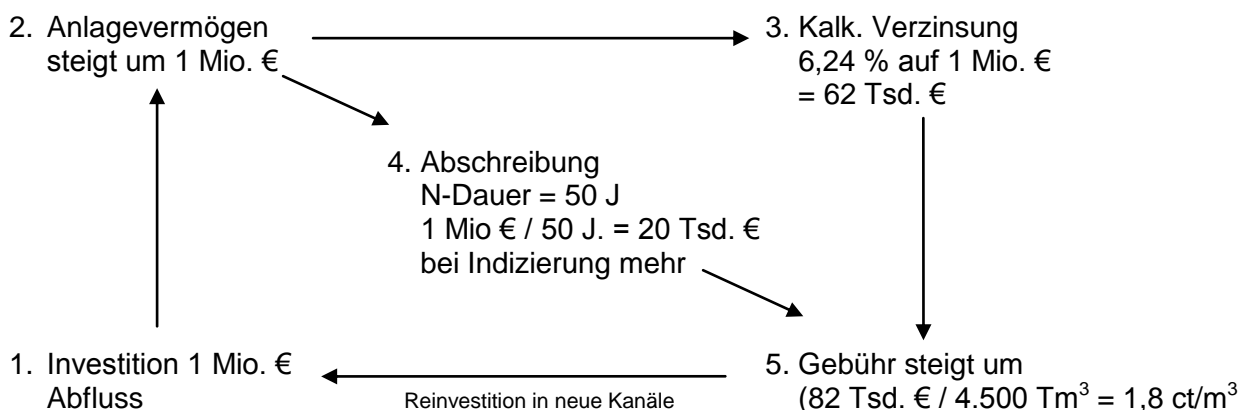 2. Anlagevermögen
steigt um 1 Mio. €
3. Kalk. Verzinsung
6,24 % auf 1 Mio. €
= 62 Tsd. €
4. Abschreibung
N-Dauer = 50 J
1 Mio € / 50 J. = 20 Tsd. €
bei Indizierung mehr
1. Investition 1 Mio. €
Abfluss
Reinvestition in neue Kanäle
5. Gebühr steigt um
(82 Tsd. € / 4.500 Tm³ = 1,8 ct/m³